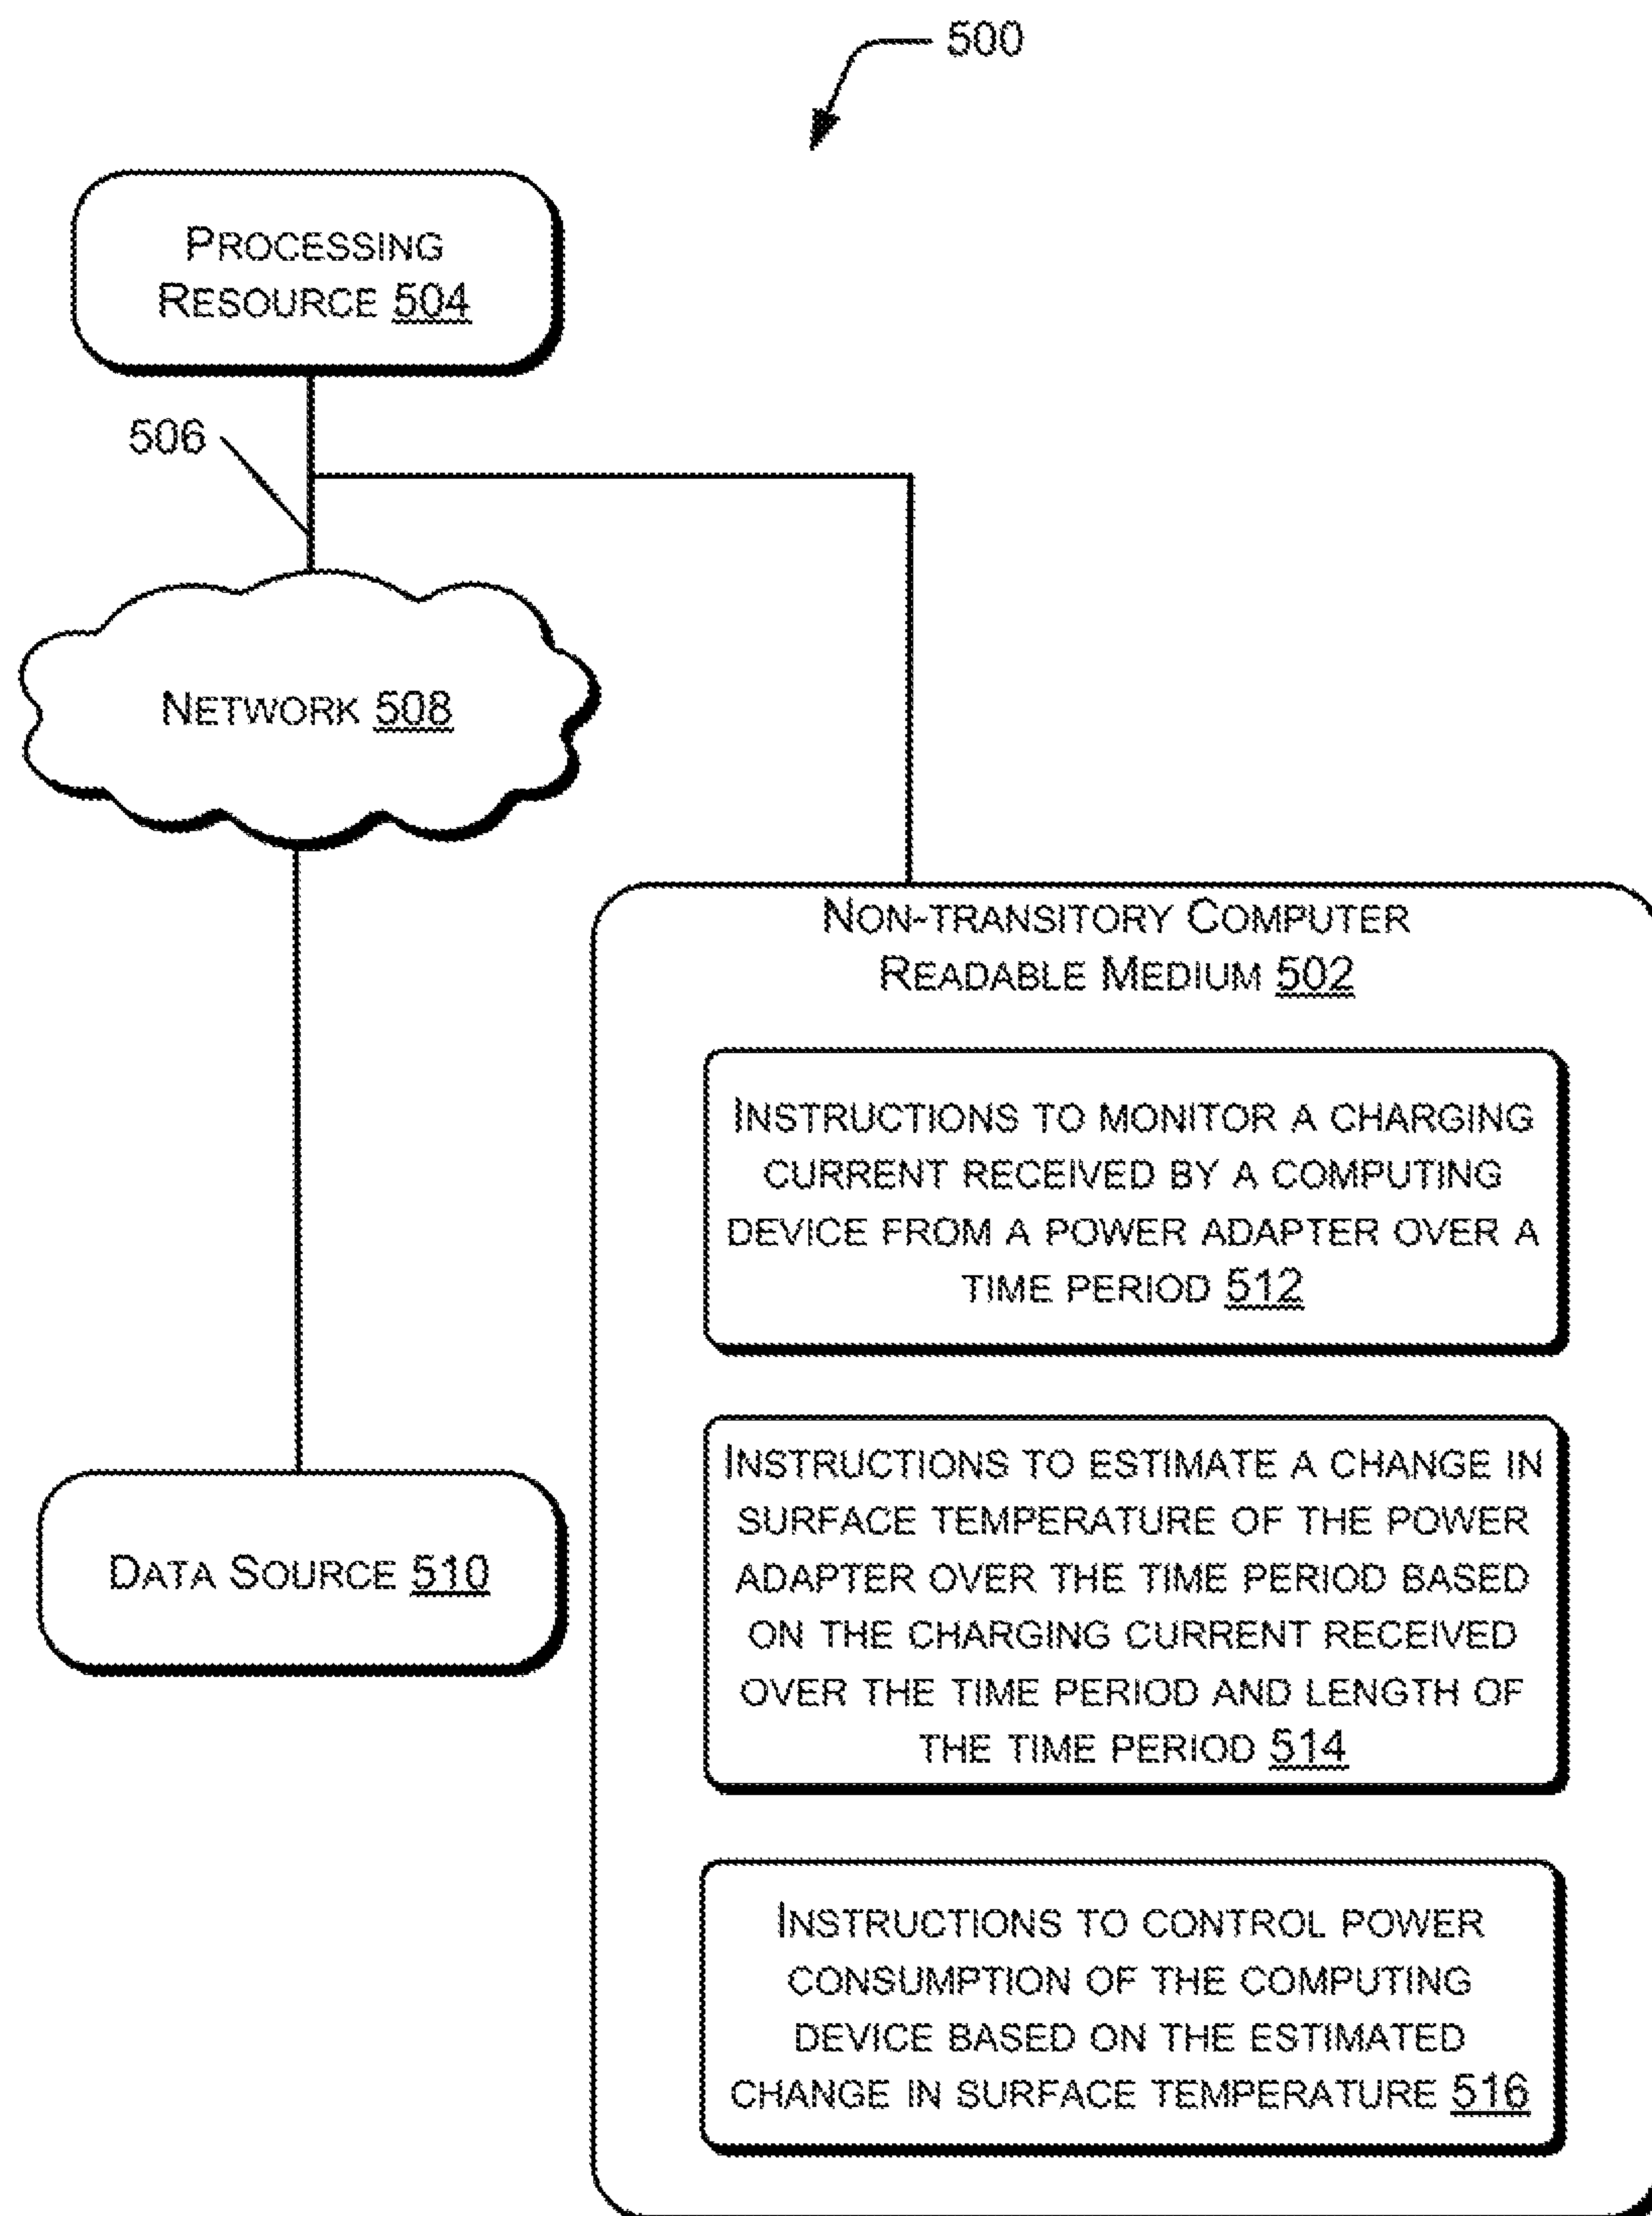 500
PROCESSING
RESOURCE 504
506
NETWORK 508
NON-TRANSITORY COMPUTER
READABLE MEDIUM 502
INSTRUCTIONS TO MONITOR A CHARGING
CURRENT RECEIVED BY A COMPUTING
DEVICE FROM A POWER ADAPTER OVER A
TIME PERIOD 512
INSTRUCTIONS TO ESTIMATE A CHANGE IN
SURFACE TEMPERATURE OF THE POWER
ADAPTER OVER THE TIME PERIOD BASED
ON THE CHARGING CURRENT RECEIVED
OVER THE TIME PERIOD AND LENGTH OF
THE TIME PERIOD 514
DATA SOURCE 510
INSTRUCTIONS TO CONTROL POWER
CONSUMPTION OF THE COMPUTING
DEVICE BASED ON THE ESTIMATED
CHANGE IN SURFACE TEMPERATURE 516